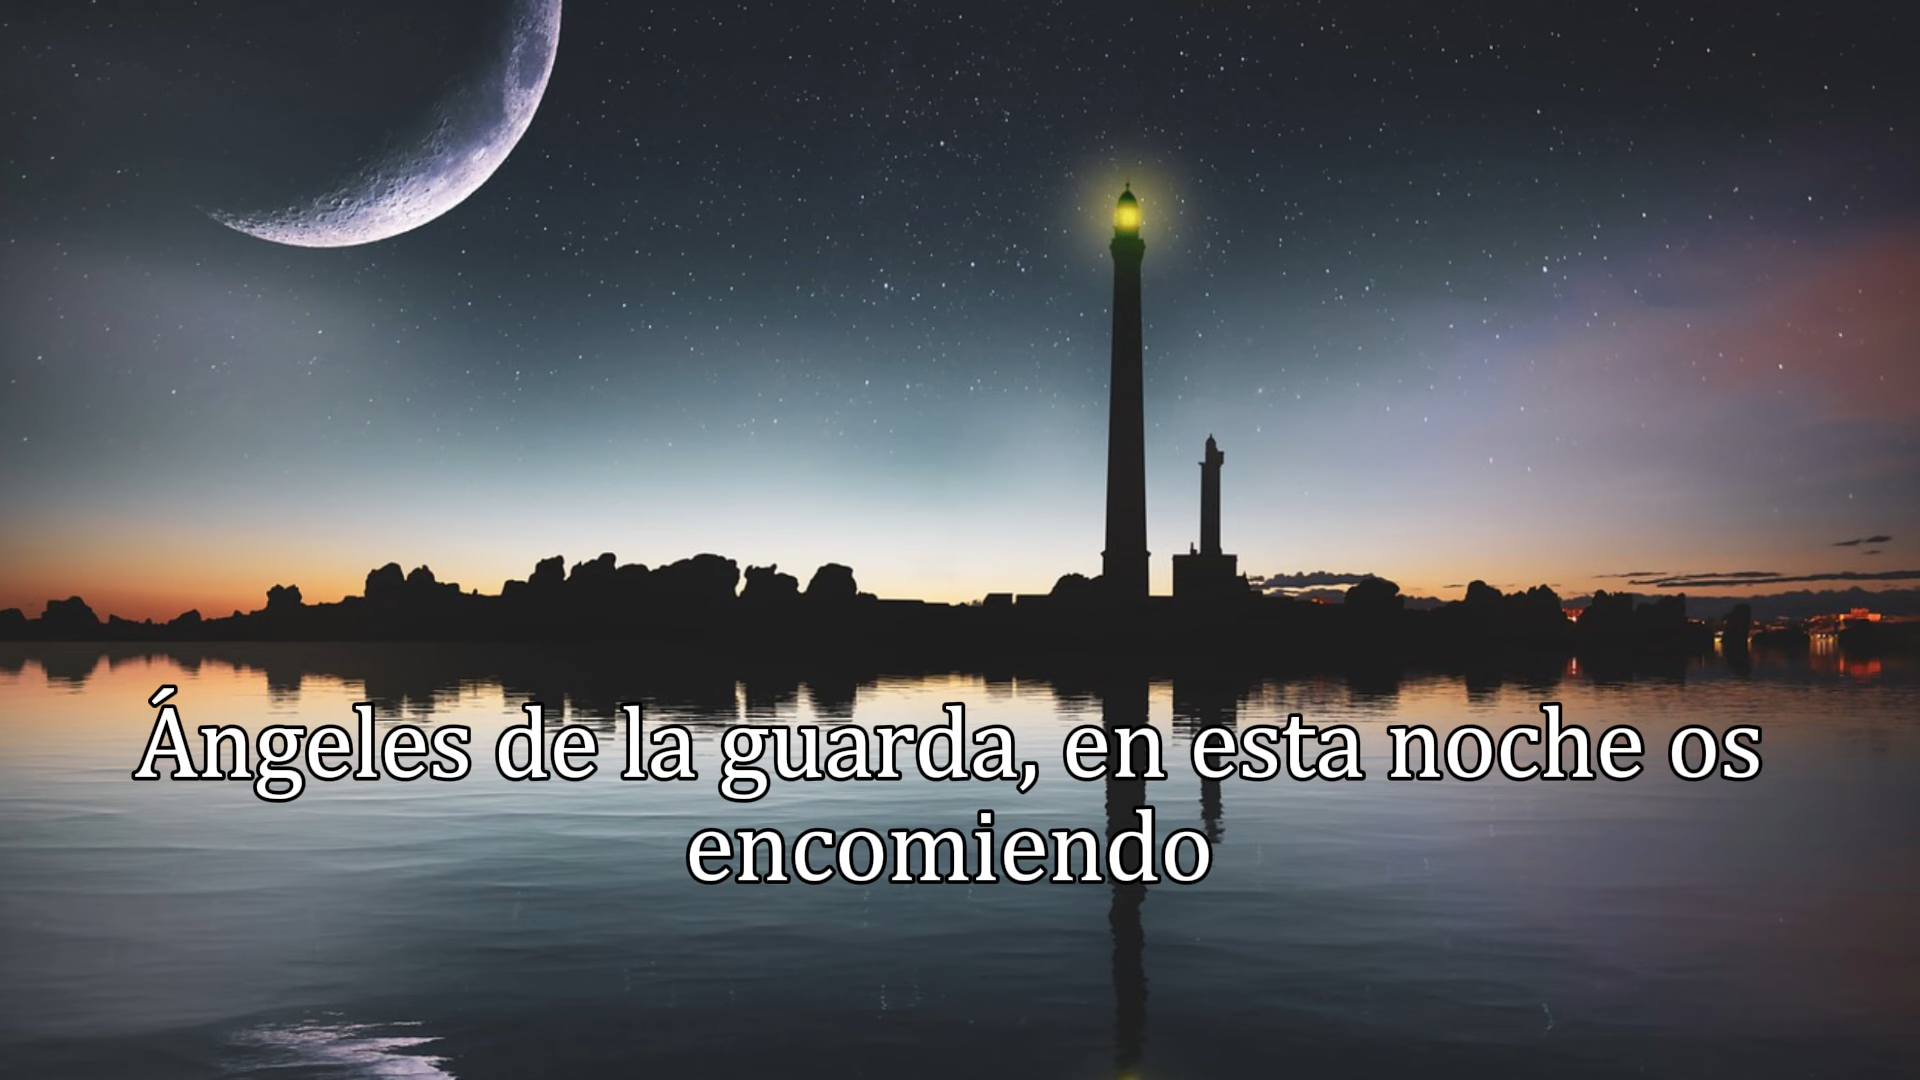 Ángeles de la guarda, en esta noche os
encomiendo